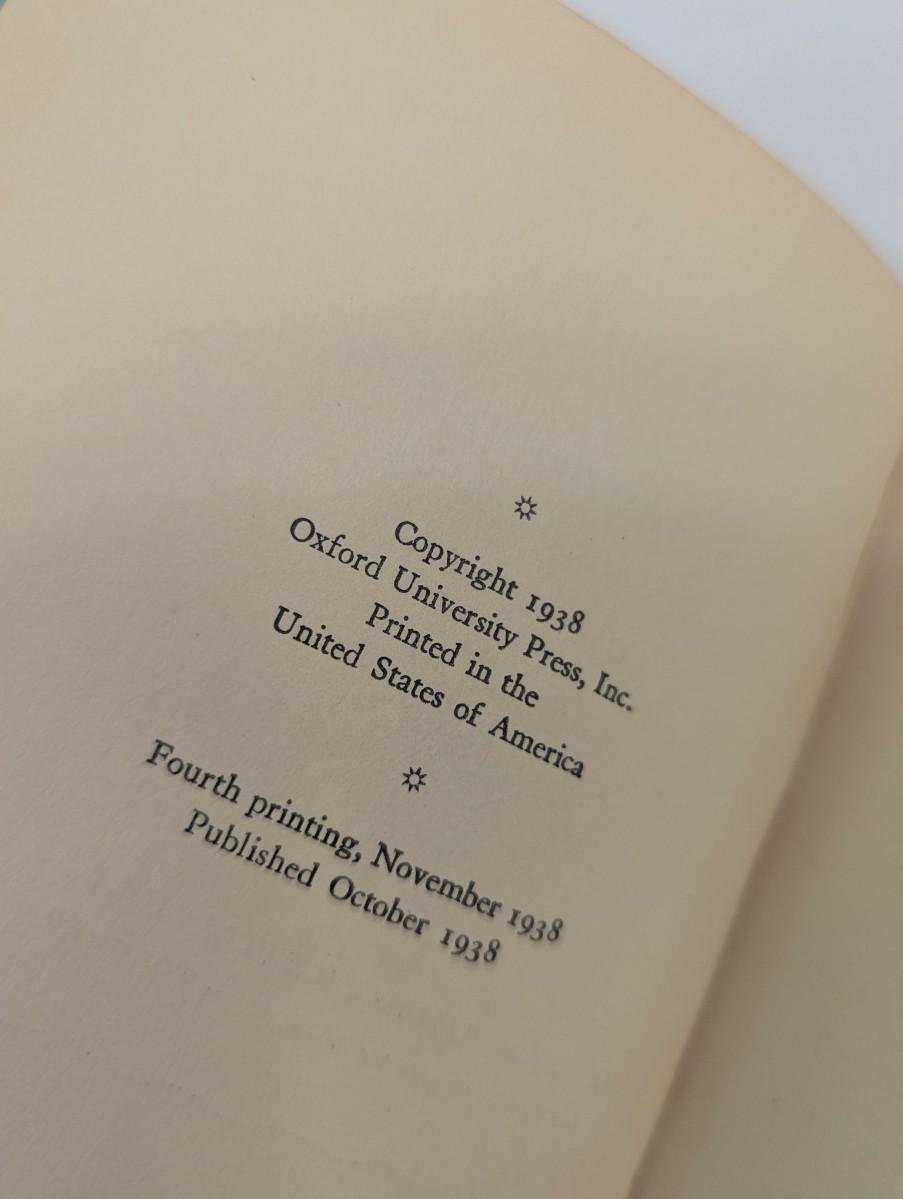 Copyright 1938
Oxford University Press, Inc.
Printed in the
United States of America
Fourth printing, November 1938
Published October 1938